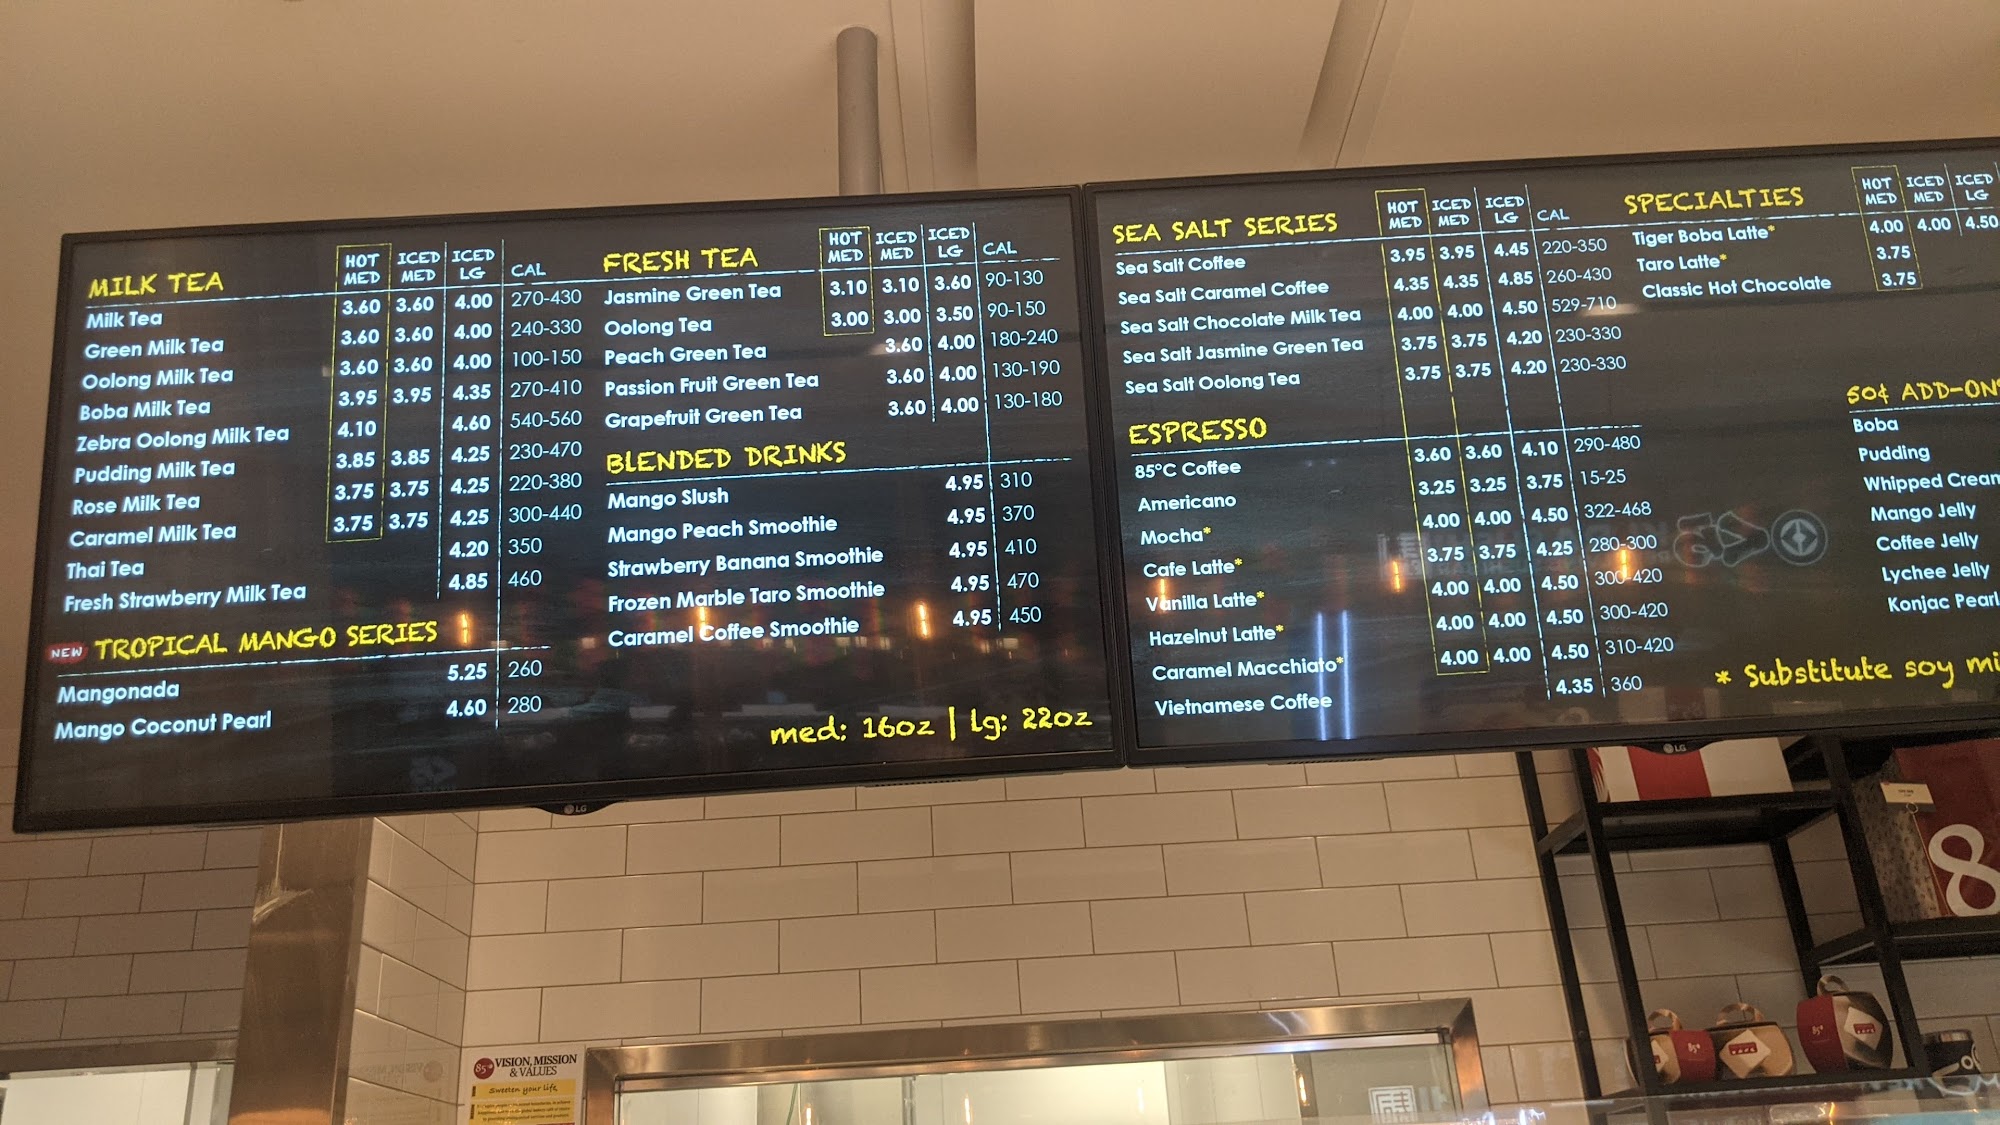 MILK TEA HOT MED ICED MED ICED LG CAL
Milk Tea 3.60 3.60 4.00 270-430
Green Milk Tea 3.60 3.60 4.00 240-330
Oolong Milk Tea 3.60 3.60 4.00 100-150
Boba Milk Tea 3.95 3.95 4.35 270-410
Zebra Oolong Milk Tea 4.10 4.60 540-560
Pudding Milk Tea 3.85 3.85 4.25 230-470
Rose Milk Tea 3.75 3.75 4.25 220-380
Caramel Milk Tea 3.75 3.75 4.25 300-440
Thai Tea 4.20 350
Fresh Strawberry Milk Tea 4.85 460
NEW TROPICAL MANGO SERIES
Mangonada 5.25 260
Mango Coconut Pearl 4.60 280
FRESH TEA HOT MED ICED MED ICED LG CAL
Jasmine Green Tea 3.10 3.10 3.60 90-130
Oolong Tea 3.00 3.00 3.50 90-150
Peach Green Tea 3.60 4.00 180-240
Passion Fruit Green Tea 3.60 4.00 130-190
Grapefruit Green Tea 3.60 4.00 130-180
BLENDED DRINKS
Mango Slush 4.95 310
Mango Peach Smoothie 4.95 370
Strawberry Banana Smoothie 4.95 410
Frozen Marble Taro Smoothie 4.95 470
Caramel Coffee Smoothie 4.95 450
med: 16oz | lg: 22oz
LG
SEA SALT SERIES HOT MED ICED MED ICED LG CAL
Sea Salt Coffee 3.95 3.95 4.45 220-350
Sea Salt Caramel Coffee 4.35 4.35 4.85 260-430
Sea Salt Chocolate Milk Tea 4.00 4.00 4.50 529-710
Sea Salt Jasmine Green Tea 3.75 3.75 4.20 230-330
Sea Salt Oolong Tea 3.75 3.75 4.20 230-330
ESPRESSO
85°C Coffee 3.60 3.60 4.10 290-480
Americano 3.25 3.25 3.75 15-25
Mocha* 4.00 4.00 4.50 322-468
Cafe Latte* 3.75 3.75 4.25 280-300
Vanilla Latte* 4.00 4.00 4.50 300-420
Hazelnut Latte* 4.00 4.00 4.50 300-420
Caramel Macchiato* 4.00 4.00 4.50 310-420
Vietnamese Coffee 4.35 360
SPECIALTIES HOT MED ICED MED ICED LG
Tiger Boba Latte* 4.00 4.00 4.50
Taro Latte* 3.75
Classic Hot Chocolate 3.75
50¢ ADD-ONS
Boba
Pudding
Whipped Cream
Mango Jelly
Coffee Jelly
Lychee Jelly
Konjac Pearl
* Substitute soy mi
LG
8
85°C VISION, MISSION
& VALUES
Sweeten your life